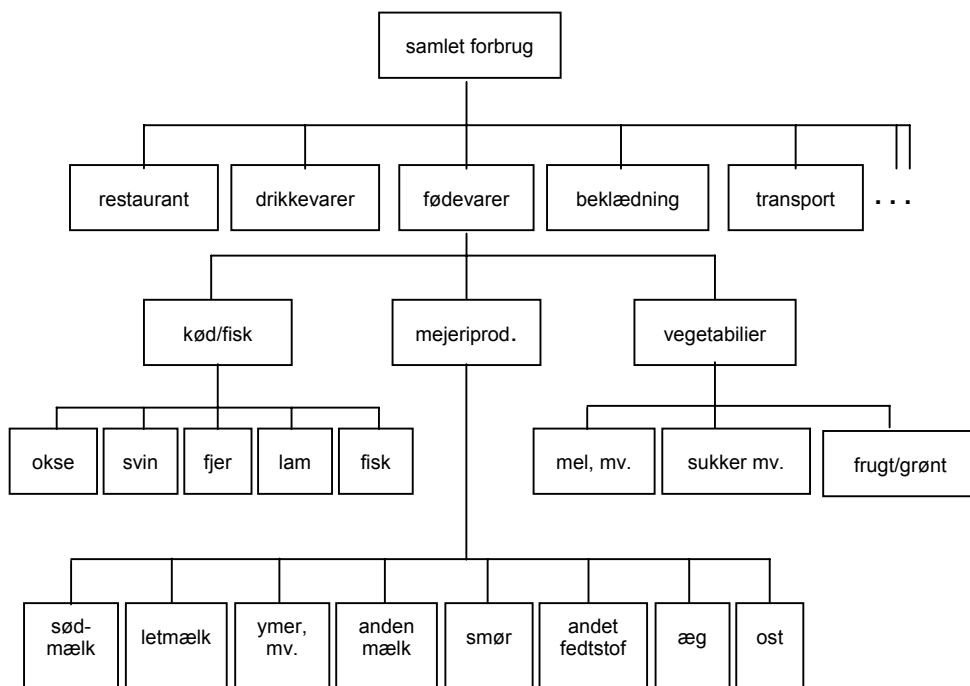 samlet forbrug
restaurant
drikkevarer
fødevarer
beklædning
transport
. . .
kød/fisk
mejeriprod.
vegetabilier
okse
svin
fjer
lam
fisk
mel, mv.
sukker mv.
frugt/grønt
sød-
mælk
letmælk
ymer,
mv.
anden
mælk
smør
andet
fedtstof
æg
ost